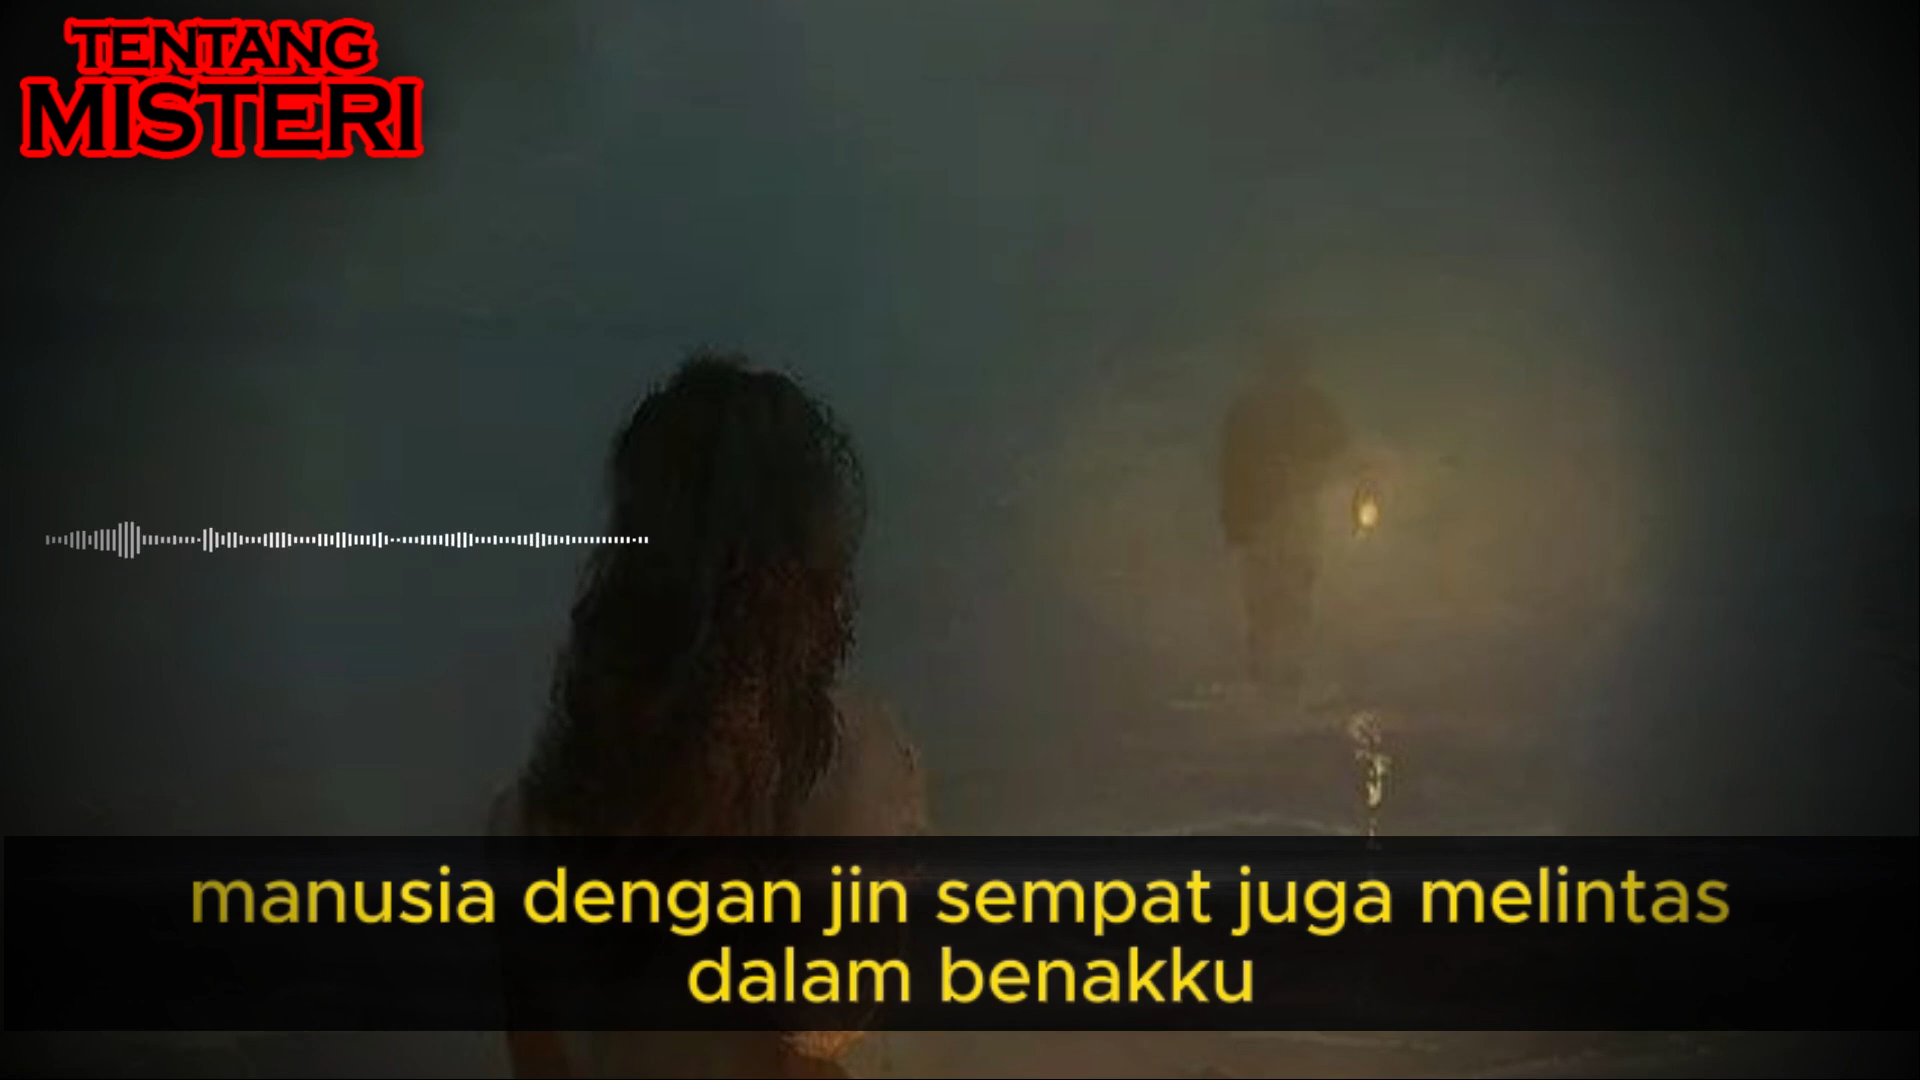 TENTANG
MISTERI
manusia dengan jin sempat juga melintas
dalam benakku